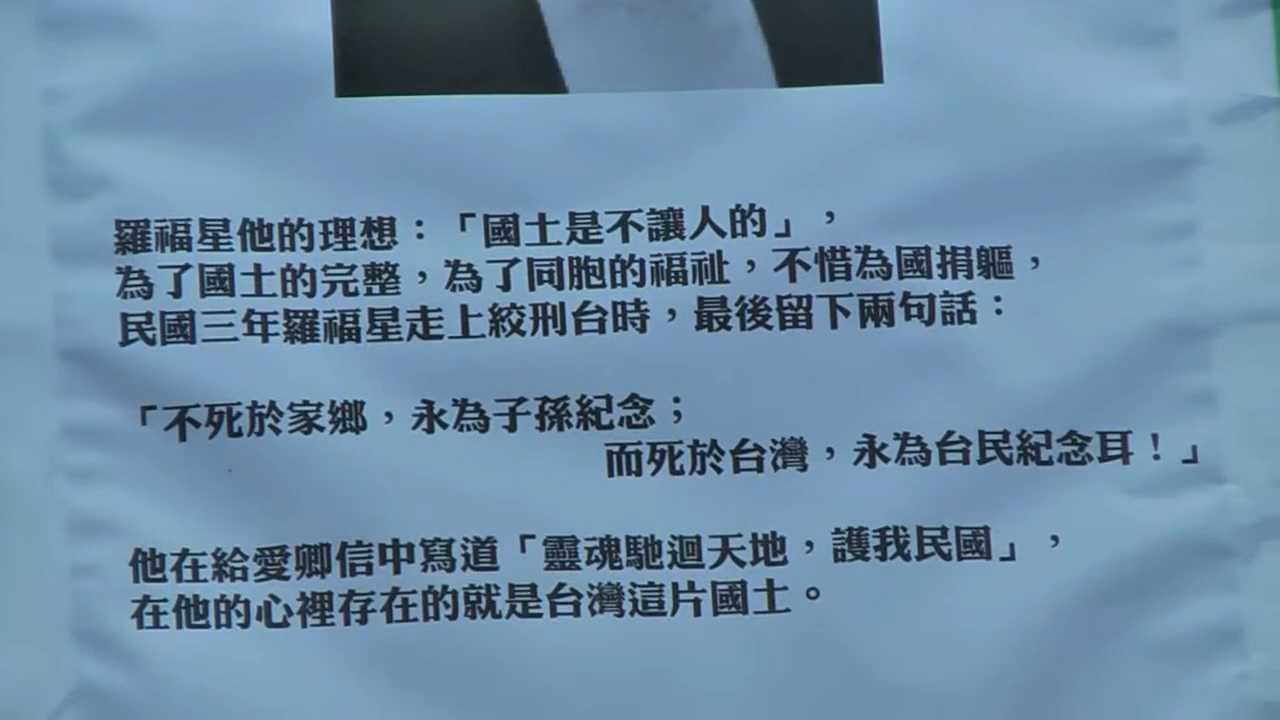 羅福星他的理想：「國土是不讓人的」，
為了國土的完整，為了同胞的福祉，不惜為國捐軀，
民國三年羅福星走上絞刑台時，最後留下兩句話：
「不死於家鄉，永為子孫紀念；
而死於台灣，永為台民紀念耳！」
他在給愛卿信中寫道「靈魂馳迴天地，護我民國」，
在他的心裡存在的就是台灣這片國土。